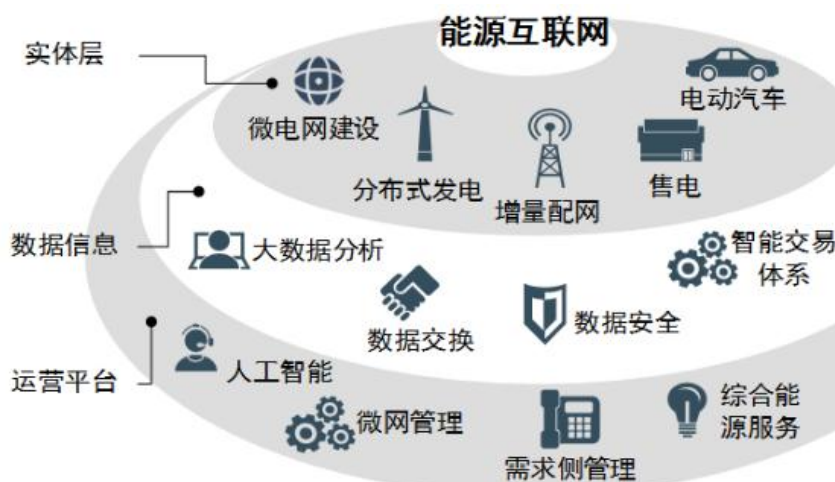 能源互联网
实体层
微电网建设
分布式发电
增量配网
售电
电动汽车
数据信息
大数据分析
数据交换
数据安全
智能交易
体系
运营平台
人工智能
微网管理
需求侧管理
综合能
源服务